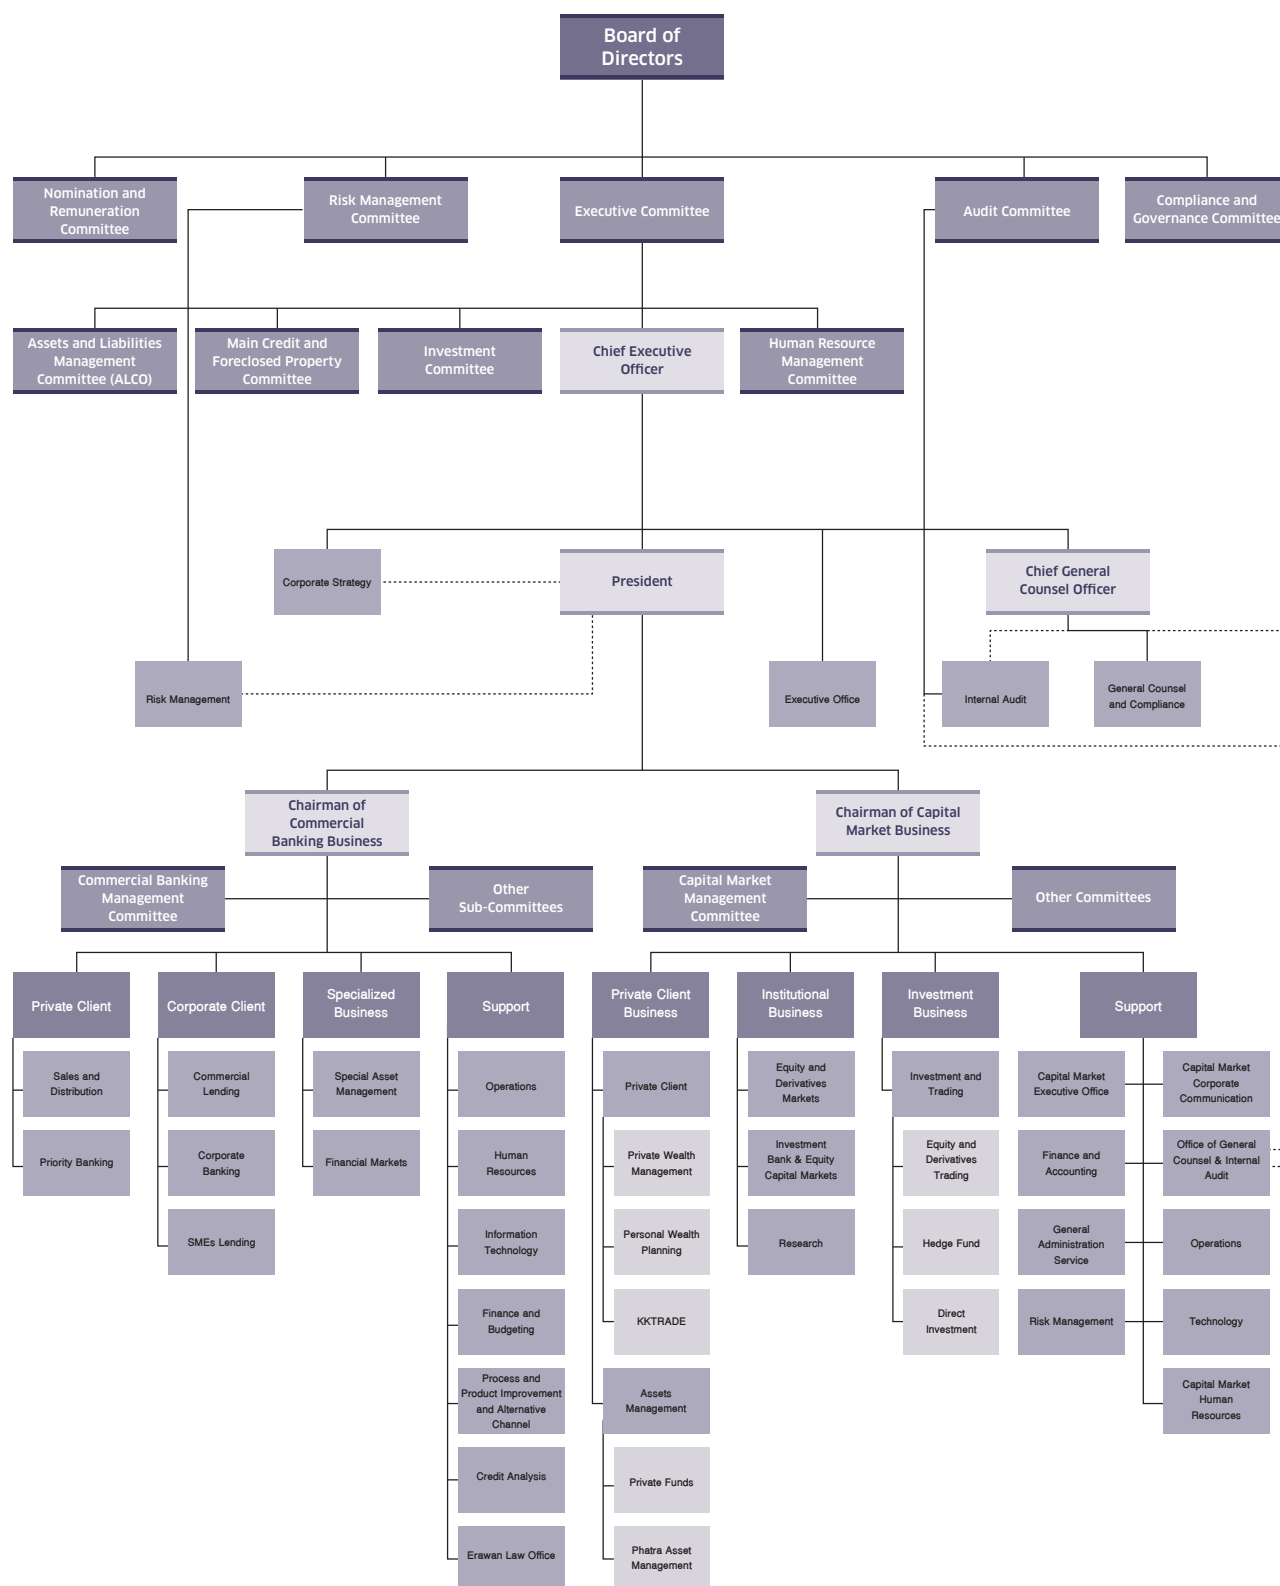 Board of
Directors
Nomination and
Remuneration
Committee
Risk Management
Committee
Executive Committee
Audit Committee
Compliance and
Governance Committee
Assets and Liabilities
Management
Committee (ALCO)
Main Credit and
Foreclosed Property
Committee
Investment
Committee
Chief Executive
Officer
Human Resource
Management
Committee
Corporate Strategy
President
Chief General
Counsel Officer
Risk Management
Executive Office
Internal Audit
General Counsel
and Compliance
Chairman of
Commercial
Banking Business
Chairman of Capital
Market Business
Commercial Banking
Management
Committee
Other
Sub-Committees
Capital Market
Management
Committee
Other Committees
Private Client
Corporate Client
Specialized
Business
Support
Private Client
Business
Institutional
Business
Investment
Business
Support
Sales and
Distribution
Commercial
Lending
Special Asset
Management
Operations
Private Client
Equity and
Derivatives
Markets
Investment and
Trading
Capital Market
Executive Office
Capital Market
Corporate
Communication
Priority Banking
Corporate
Banking
Financial Markets
Human
Resources
Private Wealth
Management
Investment
Bank & Equity
Capital Markets
Equity and
Derivatives
Trading
Finance and
Accounting
Office of General
Counsel & Internal
Audit
SMEs Lending
Information
Technology
Personal Wealth
Planning
Research
Hedge Fund
General
Administration
Service
Operations
Finance and
Budgeting
KKTRADE
Direct
Investment
Risk Management
Technology
Process and
Product Improvement
and Alternative
Channel
Assets
Management
Capital Market
Human
Resources
Credit Analysis
Private Funds
Erawan Law Office
Phatra Asset
Management